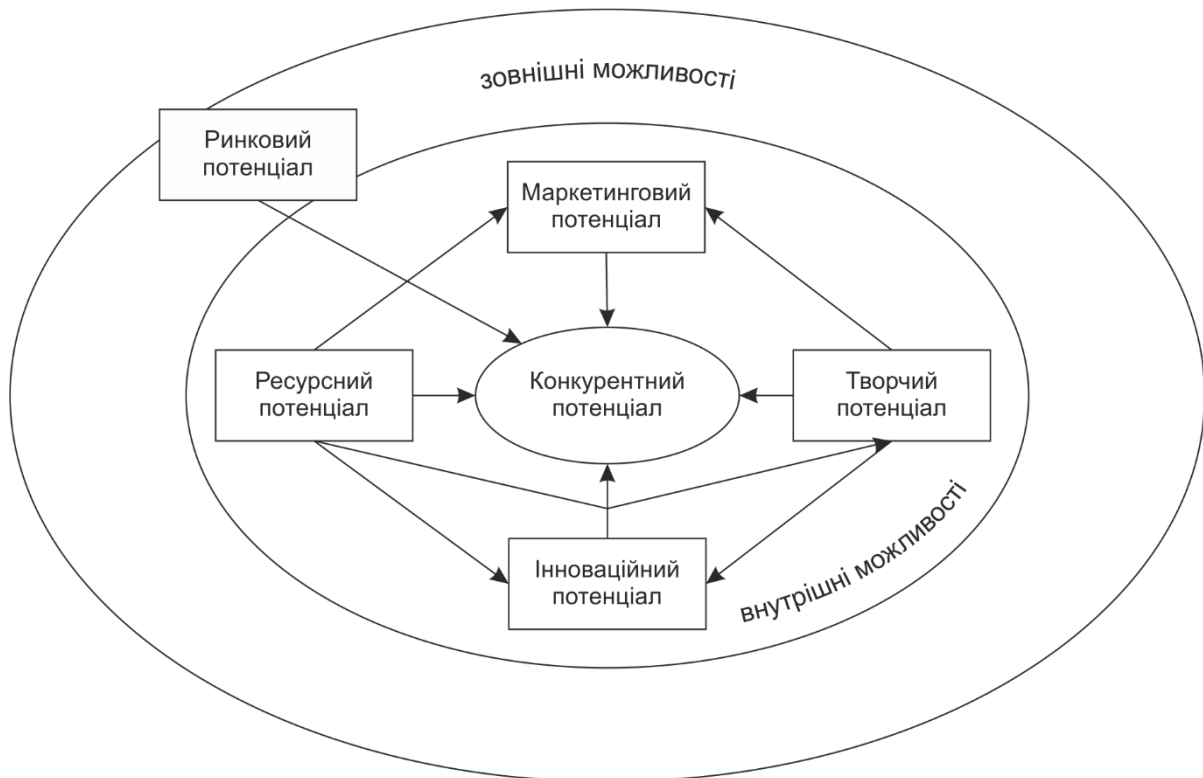 зовнішні можливості
Ринковий
потенціал
Маркетинговий
потенціал
Ресурсний
потенціал
Конкурентний
потенціал
Творчий
потенціал
Інноваційний
потенціал
внутрішні можливості